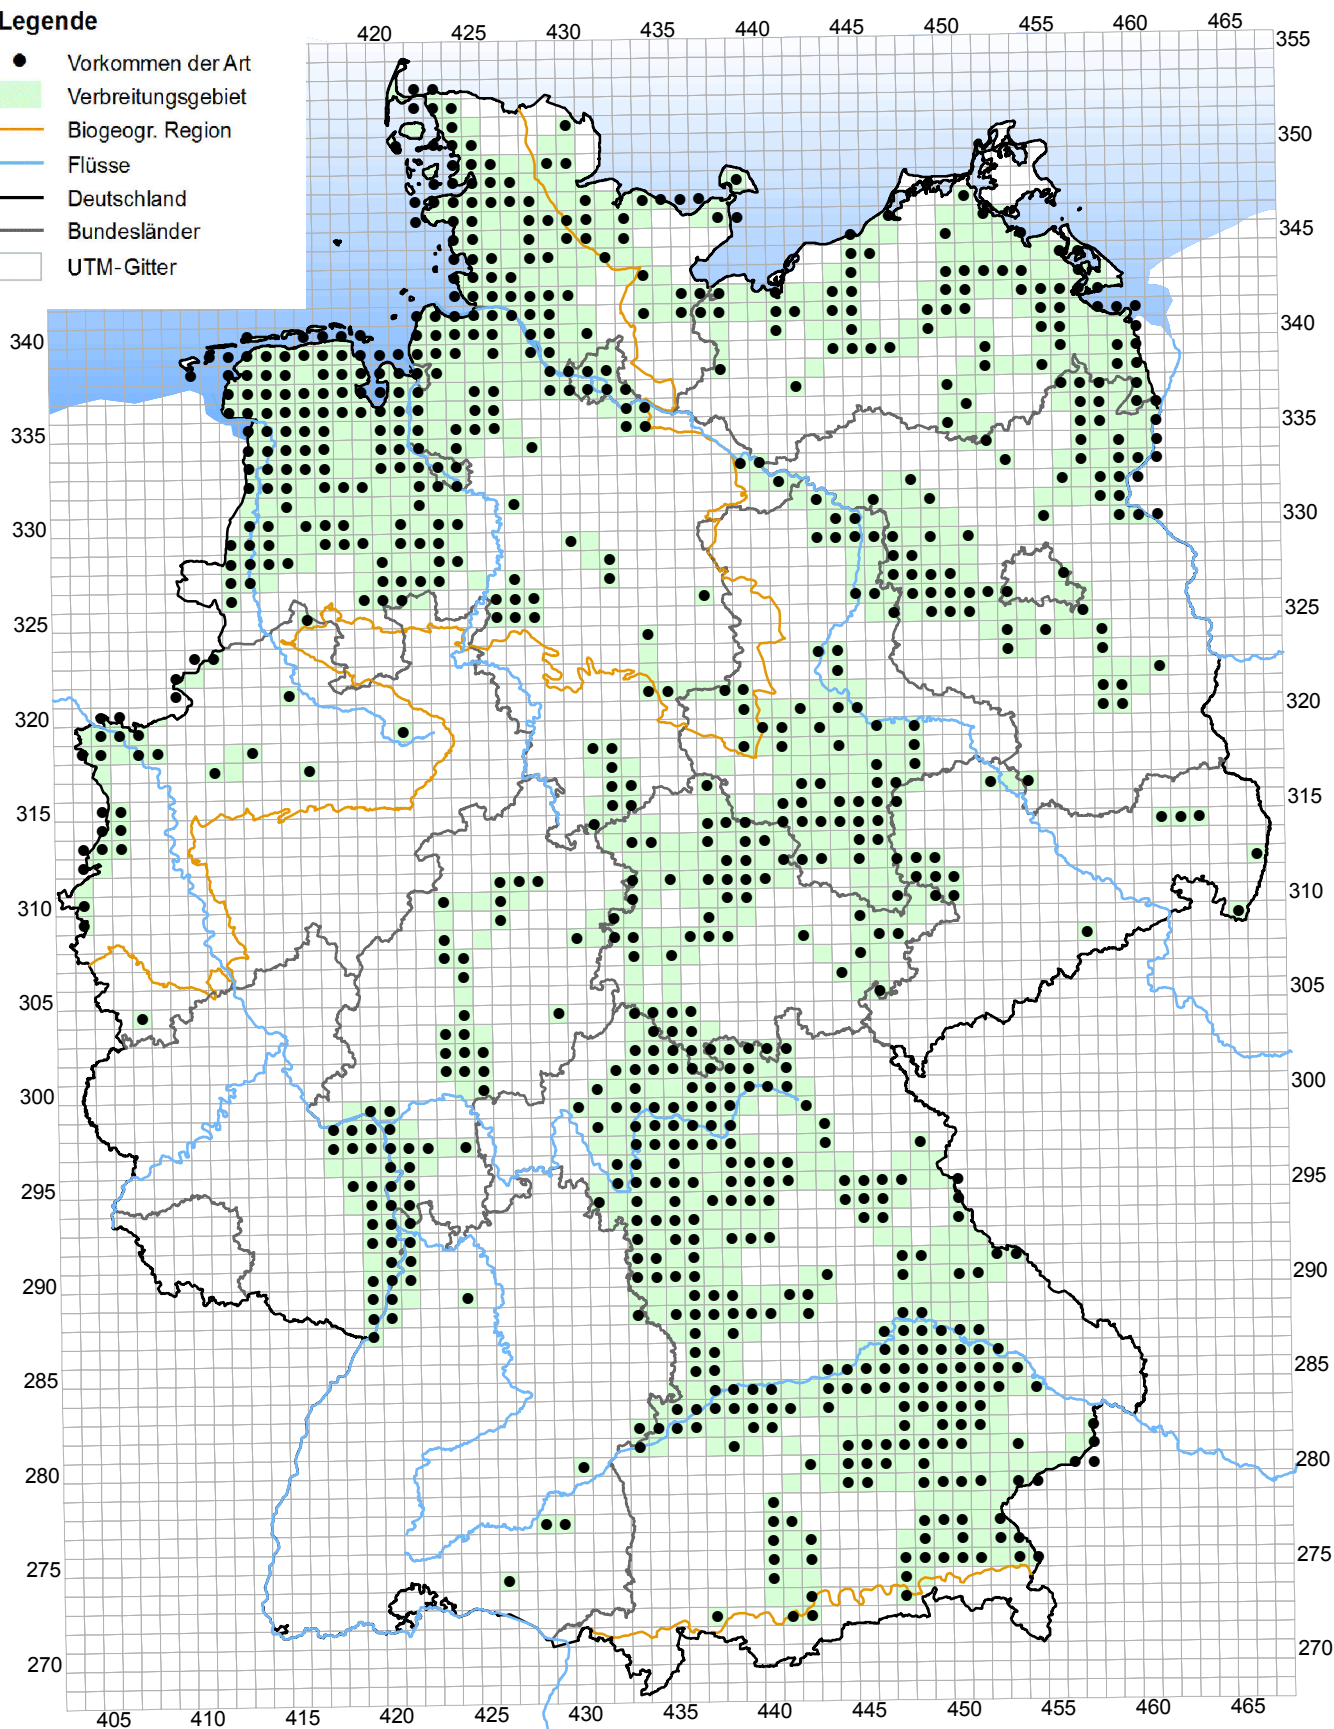 Legende
Vorkommen der Art
Verbreitungsgebiet
Biogeogr. Region
Flüsse
Deutschland
Bundesländer
UTM-Gitter
420 425 430 435 440 445 450 455 460 465
355
350
345
340 340
335 335
330 330
325 325
320 320
315 315
310 310
305 305
300 300
295 295
290 290
285 285
280 280
275 275
270 270
405 410 415 420 425 430 435 440 445 450 455 460 465